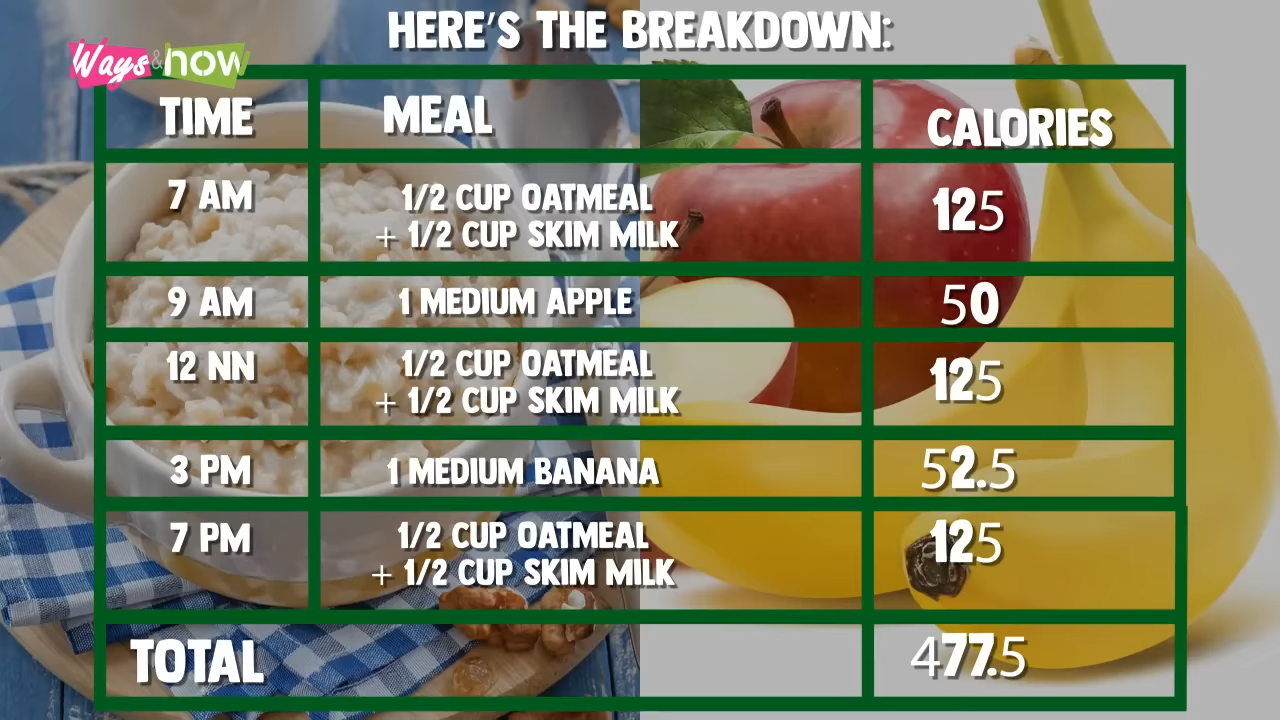 HERE'S THE BREAKDOWN:
Ways & now
TIME MEAL CALORIES
7 AM 1/2 CUP OATMEAL 125
+ 1/2 CUP SKIM MILK
9 AM 1 MEDIUM APPLE 50
12 NN 1/2 CUP OATMEAL 125
+ 1/2 CUP SKIM MILK
3 PM 1 MEDIUM BANANA 52.5
7 PM 1/2 CUP OATMEAL 125
+ 1/2 CUP SKIM MILK
TOTAL 477.5